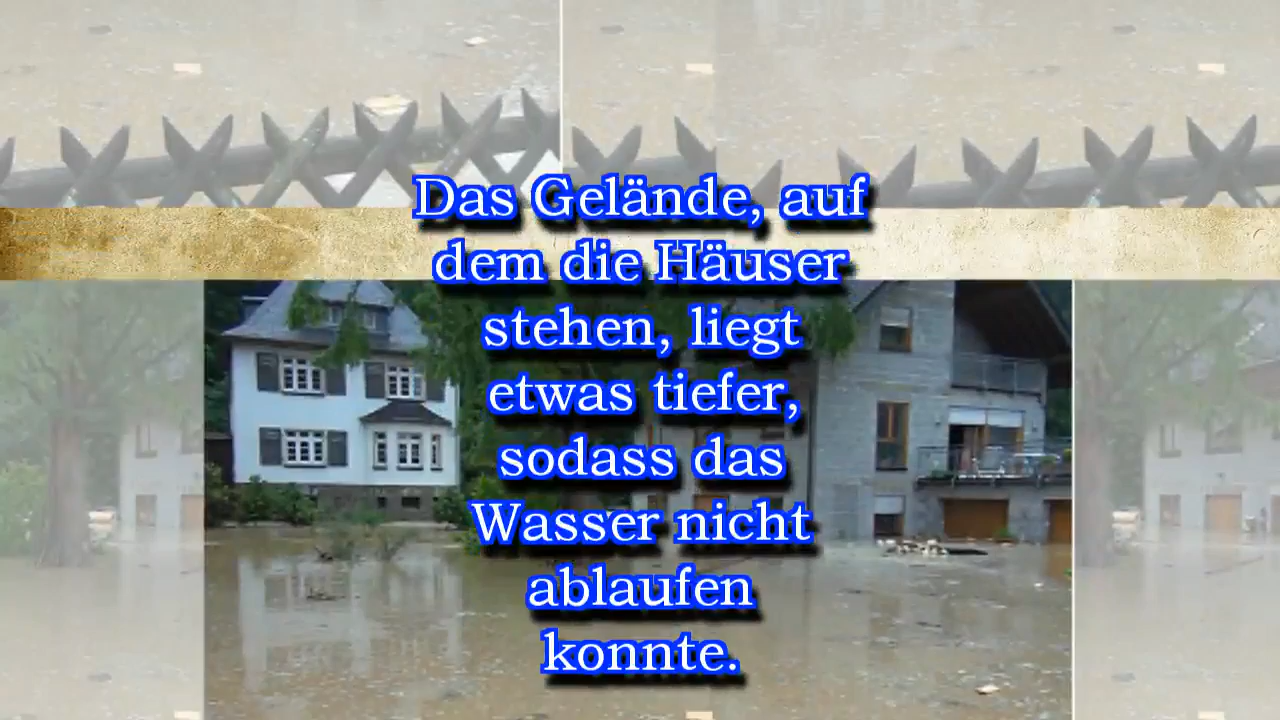 Das Gelände, auf
dem die Häuser
stehen, liegt
etwas tiefer,
sodass das
Wasser nicht
ablaufen
konnte.